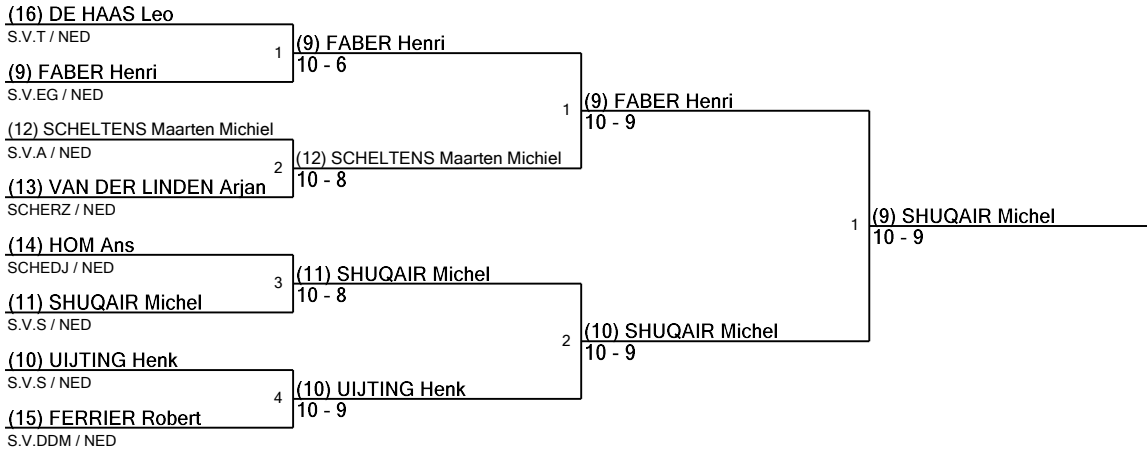 (16) DE HAAS Leo
S.V.T / NED
1
(9) FABER Henri
10 - 6
(9) FABER Henri
S.V.EG / NED
1
(9) FABER Henri
10 - 9
(12) SCHELTENS Maarten Michiel
S.V.A / NED
2
(12) SCHELTENS Maarten Michiel
10 - 8
(13) VAN DER LINDEN Arjan
SCHERZ / NED
1
(9) SHUQAIR Michel
10 - 9
(14) HOM Ans
SCHEDJ / NED
3
(11) SHUQAIR Michel
10 - 8
(11) SHUQAIR Michel
S.V.S / NED
2
(10) SHUQAIR Michel
10 - 9
(10) UIJTING Henk
S.V.S / NED
4
(10) UIJTING Henk
10 - 9
(15) FERRIER Robert
S.V.DDM / NED